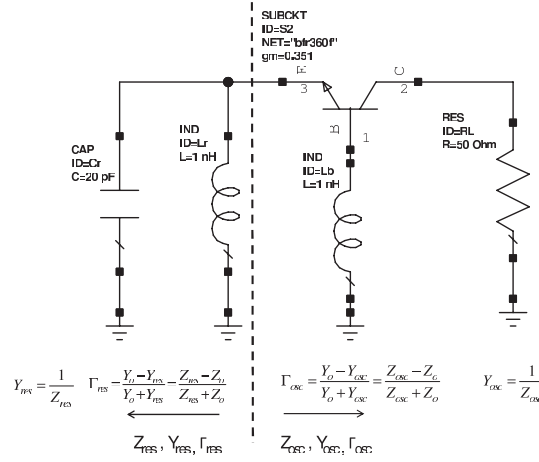 SUBCKT
ID=S2
NET="bfr360f"
gm=0.351
E
3
C
2
B
1
CAP
ID=Cr
C=20 pF
IND
ID=Lr
L=1 nH
IND
ID=Lb
L=1 nH
RES
ID=RL
R=50 Ohm
Y_res = 1/Z_res
Γ_res = (Y_o − Y_res)/(Y_o + Y_res) = (Z_res − Z_o)/(Z_res + Z_o)
Γ_osc = (Y_o − Y_osc)/(Y_o + Y_osc) = (Z_osc − Z_o)/(Z_osc + Z_o)
Y_osc = 1/Z_osc
Z_res , Y_res, Γ_res
Z_osc, Y_osc, Γ_osc